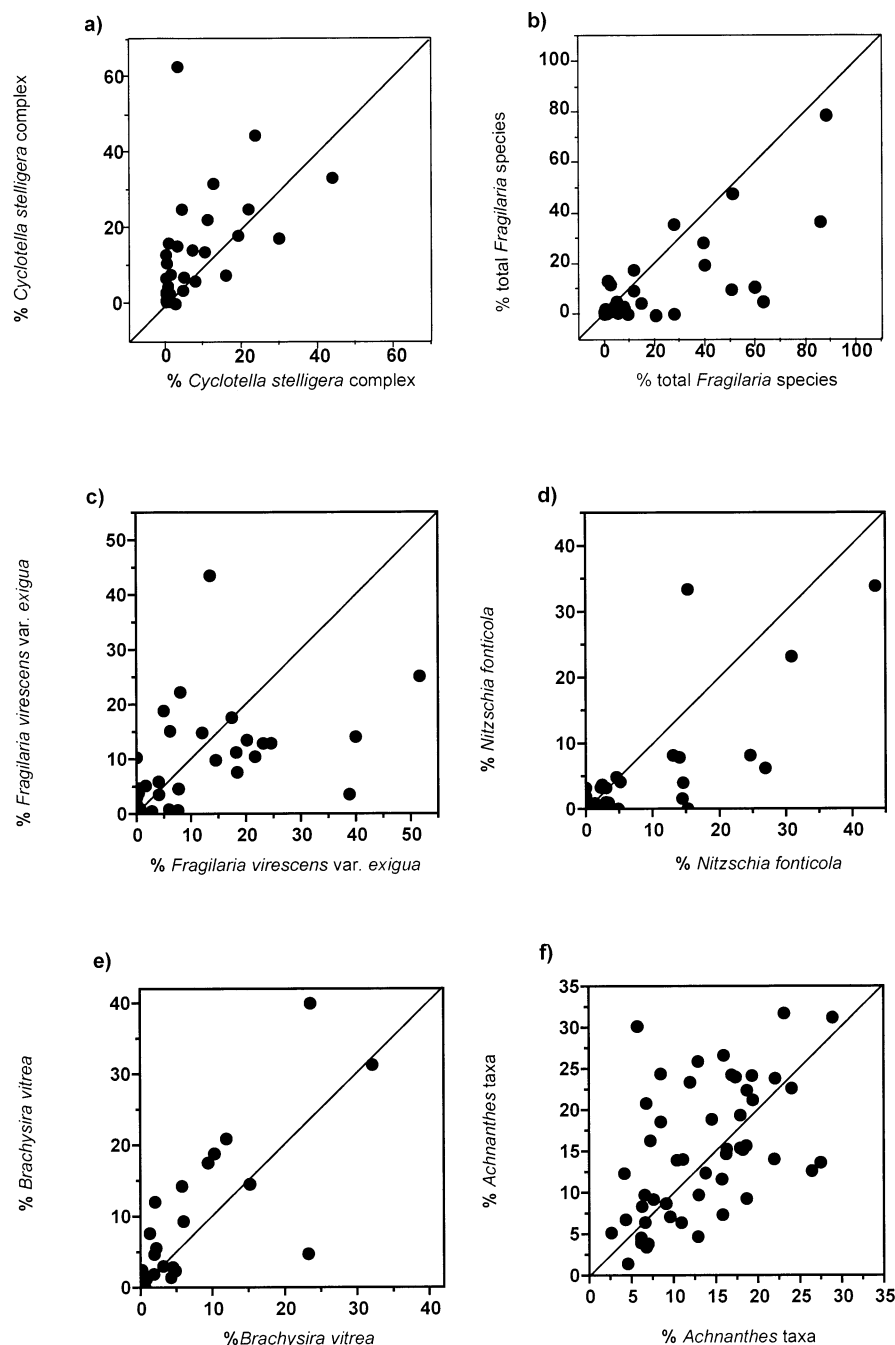 a)
% Cyclotella stelligera complex
60
40
20
0
0 20 40 60
% Cyclotella stelligera complex
b)
% total Fragilaria species
100
80
60
40
20
0
0 20 40 60 80 100
% total Fragilaria species
c)
% Fragilaria virescens var. exigua
50
40
30
20
10
0
0 10 20 30 40 50
% Fragilaria virescens var. exigua
d)
% Nitzschia fonticola
40
30
20
10
0
0 10 20 30 40
% Nitzschia fonticola
e)
% Brachysira vitrea
40
30
20
10
0
0 10 20 30 40
%Brachysira vitrea
f)
% Achnanthes taxa
35
30
25
20
15
10
5
0
0 5 10 15 20 25 30 35
% Achnanthes taxa